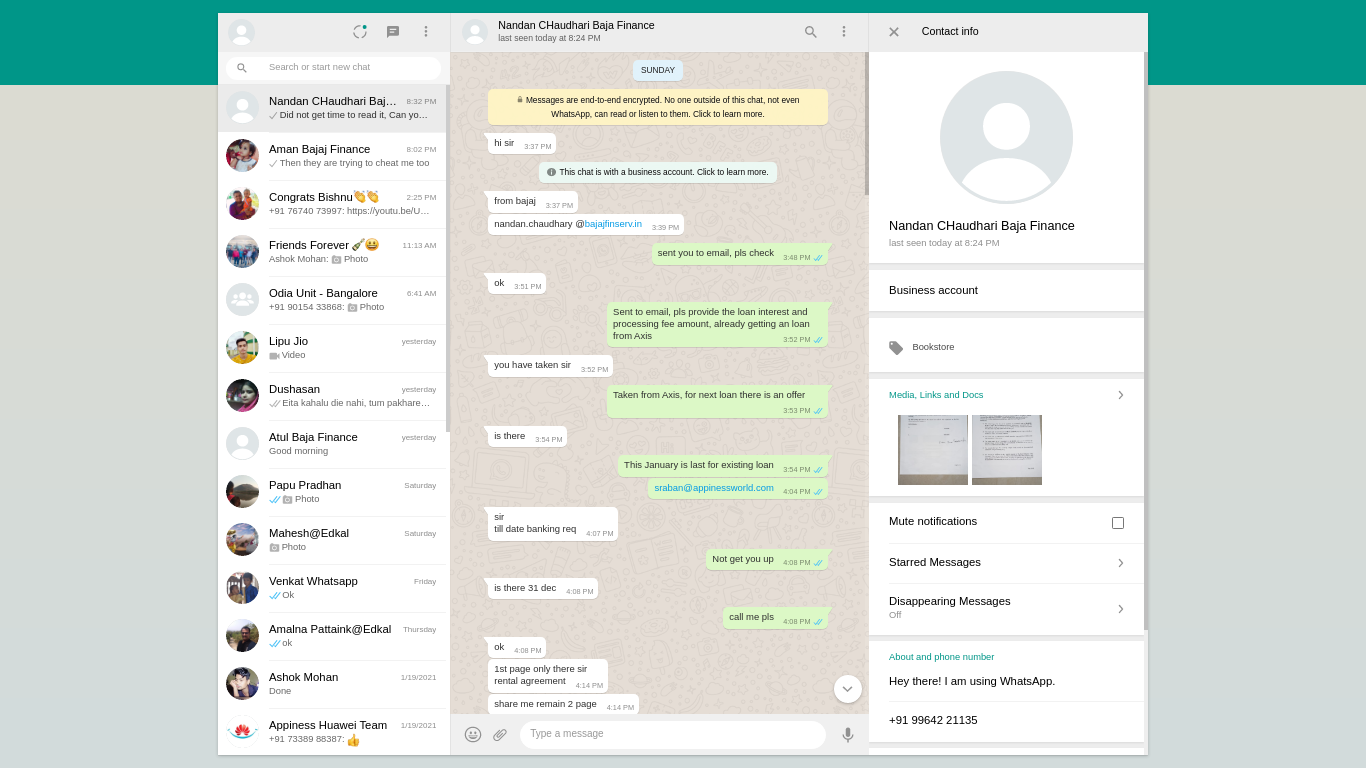 Search or start new chat
Nandan CHaudhari Baj… 8:32 PM
Did not get time to read it, Can yo…
Aman Bajaj Finance 8:02 PM
Then they are trying to cheat me too
Congrats Bishnu👏👏 2:25 PM
+91 76740 73997: https://youtu.be/U…
Friends Forever 🎸😃 11:13 AM
Ashok Mohan: Photo
Odia Unit - Bangalore 6:41 AM
+91 90154 33868: Photo
Lipu Jio yesterday
Video
Dushasan yesterday
Eita kahalu die nahi, tum pakhare…
Atul Baja Finance yesterday
Good morning
Papu Pradhan Saturday
Photo
Mahesh@Edkal Saturday
Photo
Venkat Whatsapp Friday
Ok
Amalna Pattaink@Edkal Thursday
ok
Ashok Mohan 1/19/2021
Done
Appiness Huawei Team 1/19/2021
+91 73389 88387: 👍
Nandan CHaudhari Baja Finance
last seen today at 8:24 PM
SUNDAY
Messages are end-to-end encrypted. No one outside of this chat, not even
WhatsApp, can read or listen to them. Click to learn more.
hi sir 3:37 PM
This chat is with a business account. Click to learn more.
from bajaj 3:37 PM
nandan.chaudhary @bajajfinserv.in 3:39 PM
sent you to email, pls check 3:48 PM
ok 3:51 PM
Sent to email, pls provide the loan interest and
processing fee amount, already getting an loan
from Axis 3:52 PM
you have taken sir 3:52 PM
Taken from Axis, for next loan there is an offer
3:53 PM
is there 3:54 PM
This January is last for existing loan 3:54 PM
sraban@appinessworld.com 4:04 PM
sir
till date banking req 4:07 PM
Not get you up 4:08 PM
is there 31 dec 4:08 PM
call me pls 4:08 PM
ok 4:08 PM
1st page only there sir
rental agreement 4:14 PM
share me remain 2 page 4:14 PM
Type a message
Contact info
Nandan CHaudhari Baja Finance
last seen today at 8:24 PM
Business account
Bookstore
Media, Links and Docs
Mute notifications
Starred Messages
Disappearing Messages
Off
About and phone number
Hey there! I am using WhatsApp.
+91 99642 21135